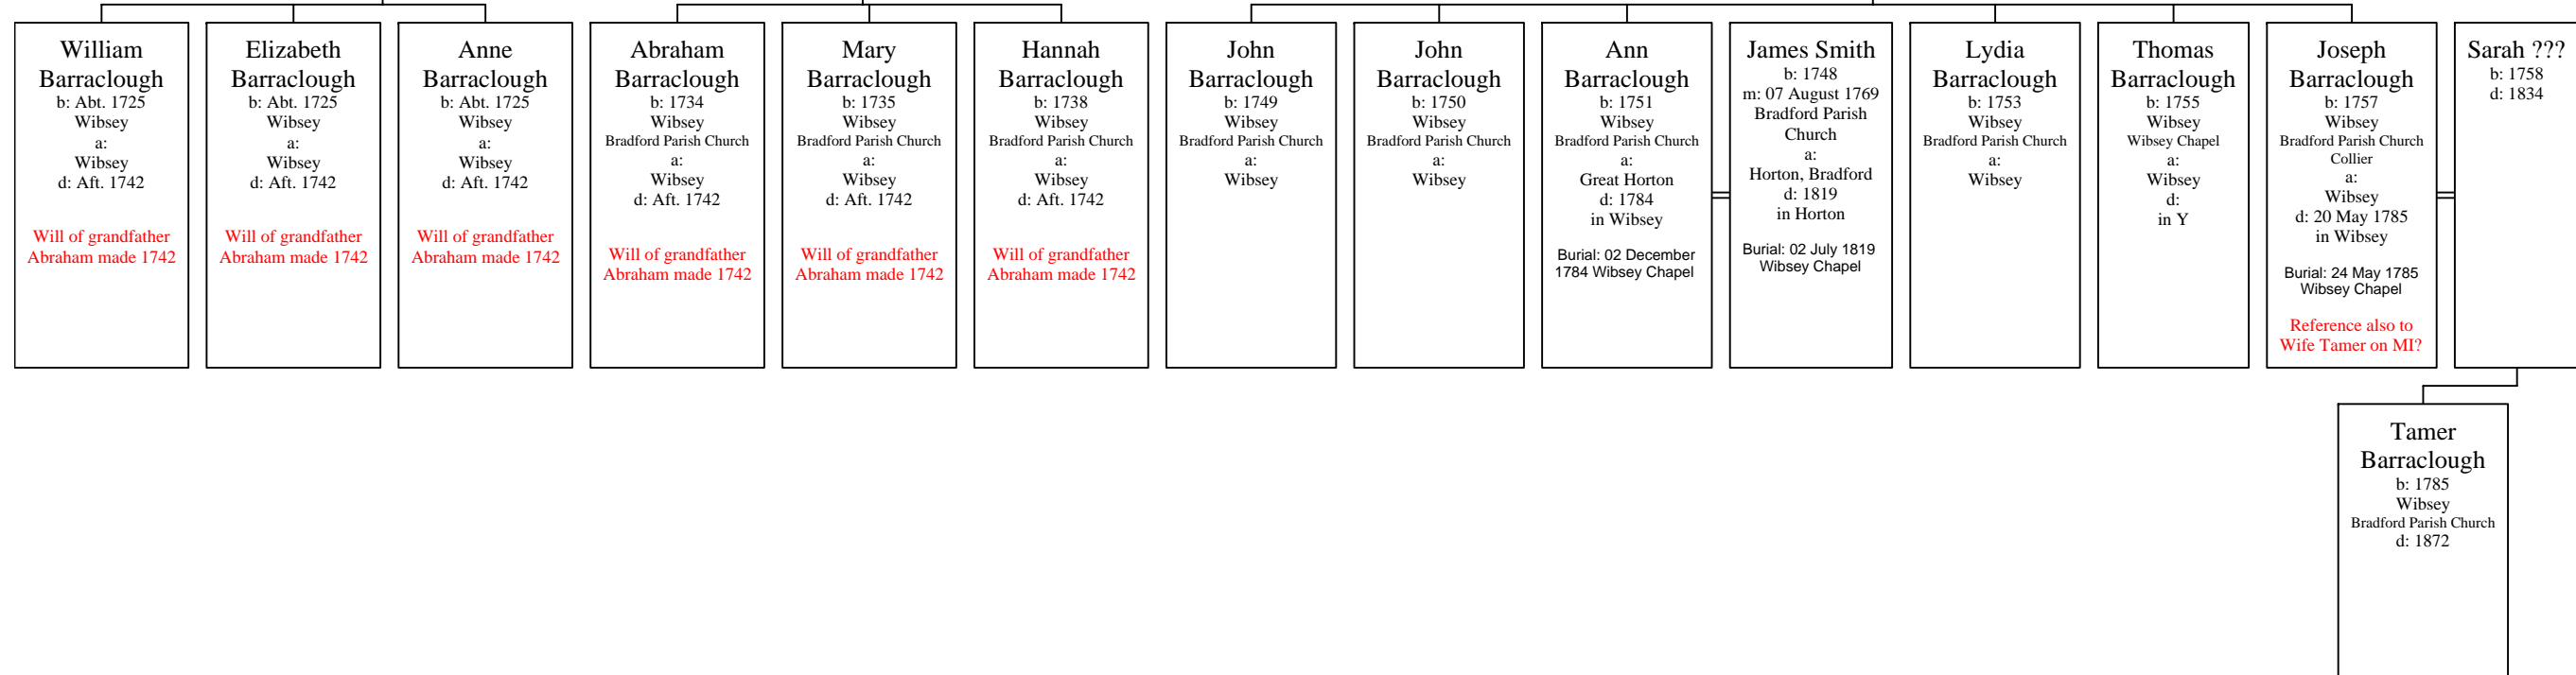 William
Barraclough
b: Abt. 1725
Wibsey
a:
Wibsey
d: Aft. 1742
Will of grandfather
Abraham made 1742
Elizabeth
Barraclough
b: Abt. 1725
Wibsey
a:
Wibsey
d: Aft. 1742
Will of grandfather
Abraham made 1742
Anne
Barraclough
b: Abt. 1725
Wibsey
a:
Wibsey
d: Aft. 1742
Will of grandfather
Abraham made 1742
Abraham
Barraclough
b: 1734
Wibsey
Bradford Parish Church
a:
Wibsey
d: Aft. 1742
Will of grandfather
Abraham made 1742
Mary
Barraclough
b: 1735
Wibsey
Bradford Parish Church
a:
Wibsey
d: Aft. 1742
Will of grandfather
Abraham made 1742
Hannah
Barraclough
b: 1738
Wibsey
Bradford Parish Church
a:
Wibsey
d: Aft. 1742
Will of grandfather
Abraham made 1742
John
Barraclough
b: 1749
Wibsey
Bradford Parish Church
a:
Wibsey
John
Barraclough
b: 1750
Wibsey
Bradford Parish Church
a:
Wibsey
Ann
Barraclough
b: 1751
Wibsey
Bradford Parish Church
a:
Great Horton
d: 1784
in Wibsey
Burial: 02 December
1784 Wibsey Chapel
James Smith
b: 1748
m: 07 August 1769
Bradford Parish
Church
a:
Horton, Bradford
d: 1819
in Horton
Burial: 02 July 1819
Wibsey Chapel
Lydia
Barraclough
b: 1753
Wibsey
Bradford Parish Church
a:
Wibsey
Thomas
Barraclough
b: 1755
Wibsey
Wibsey Chapel
a:
Wibsey
d:
in Y
Joseph
Barraclough
b: 1757
Wibsey
Bradford Parish Church
Collier
a:
Wibsey
d: 20 May 1785
in Wibsey
Burial: 24 May 1785
Wibsey Chapel
Reference also to
Wife Tamer on MI?
Sarah ???
b: 1758
d: 1834
Tamer
Barraclough
b: 1785
Wibsey
Bradford Parish Church
d: 1872